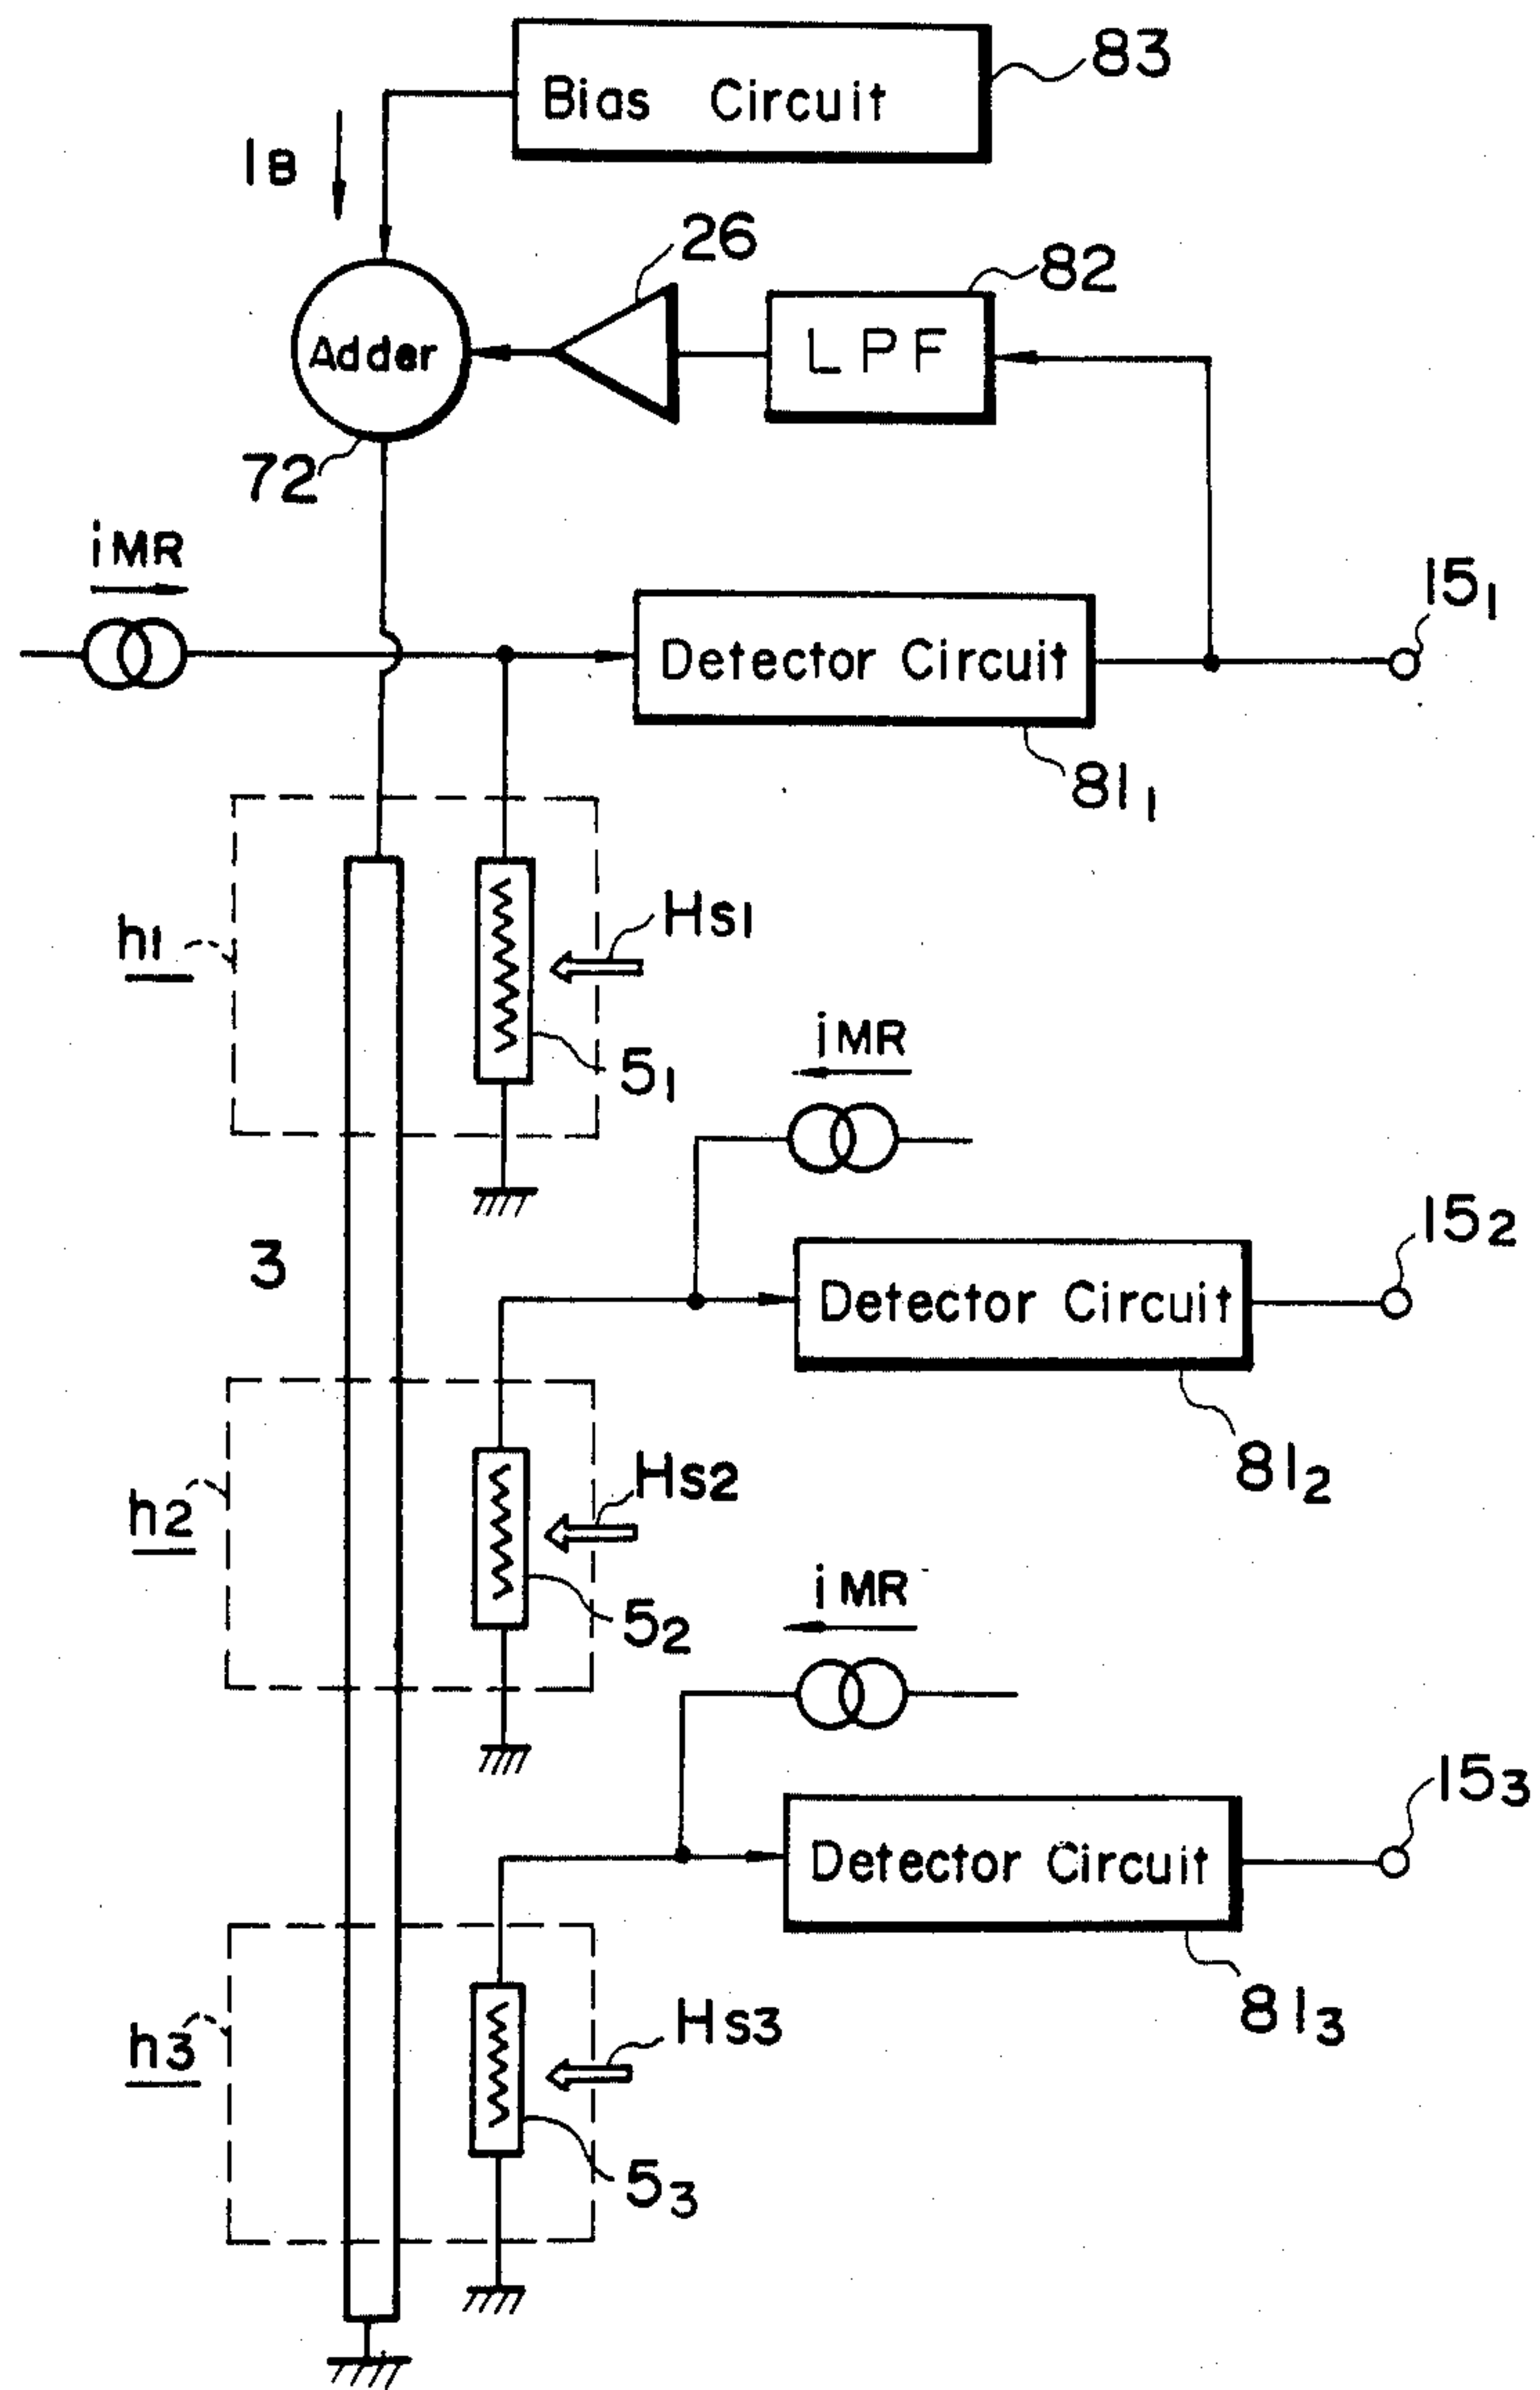 83
Bias Circuit
IB
26
82
Adder
LPF
72
iMR
15₁
Detector Circuit
81₁
h1
Hs1
5₁
iMR
3
15₂
Detector Circuit
81₂
h2
Hs2
5₂
iMR
15₃
Detector Circuit
81₃
h3
Hs3
5₃